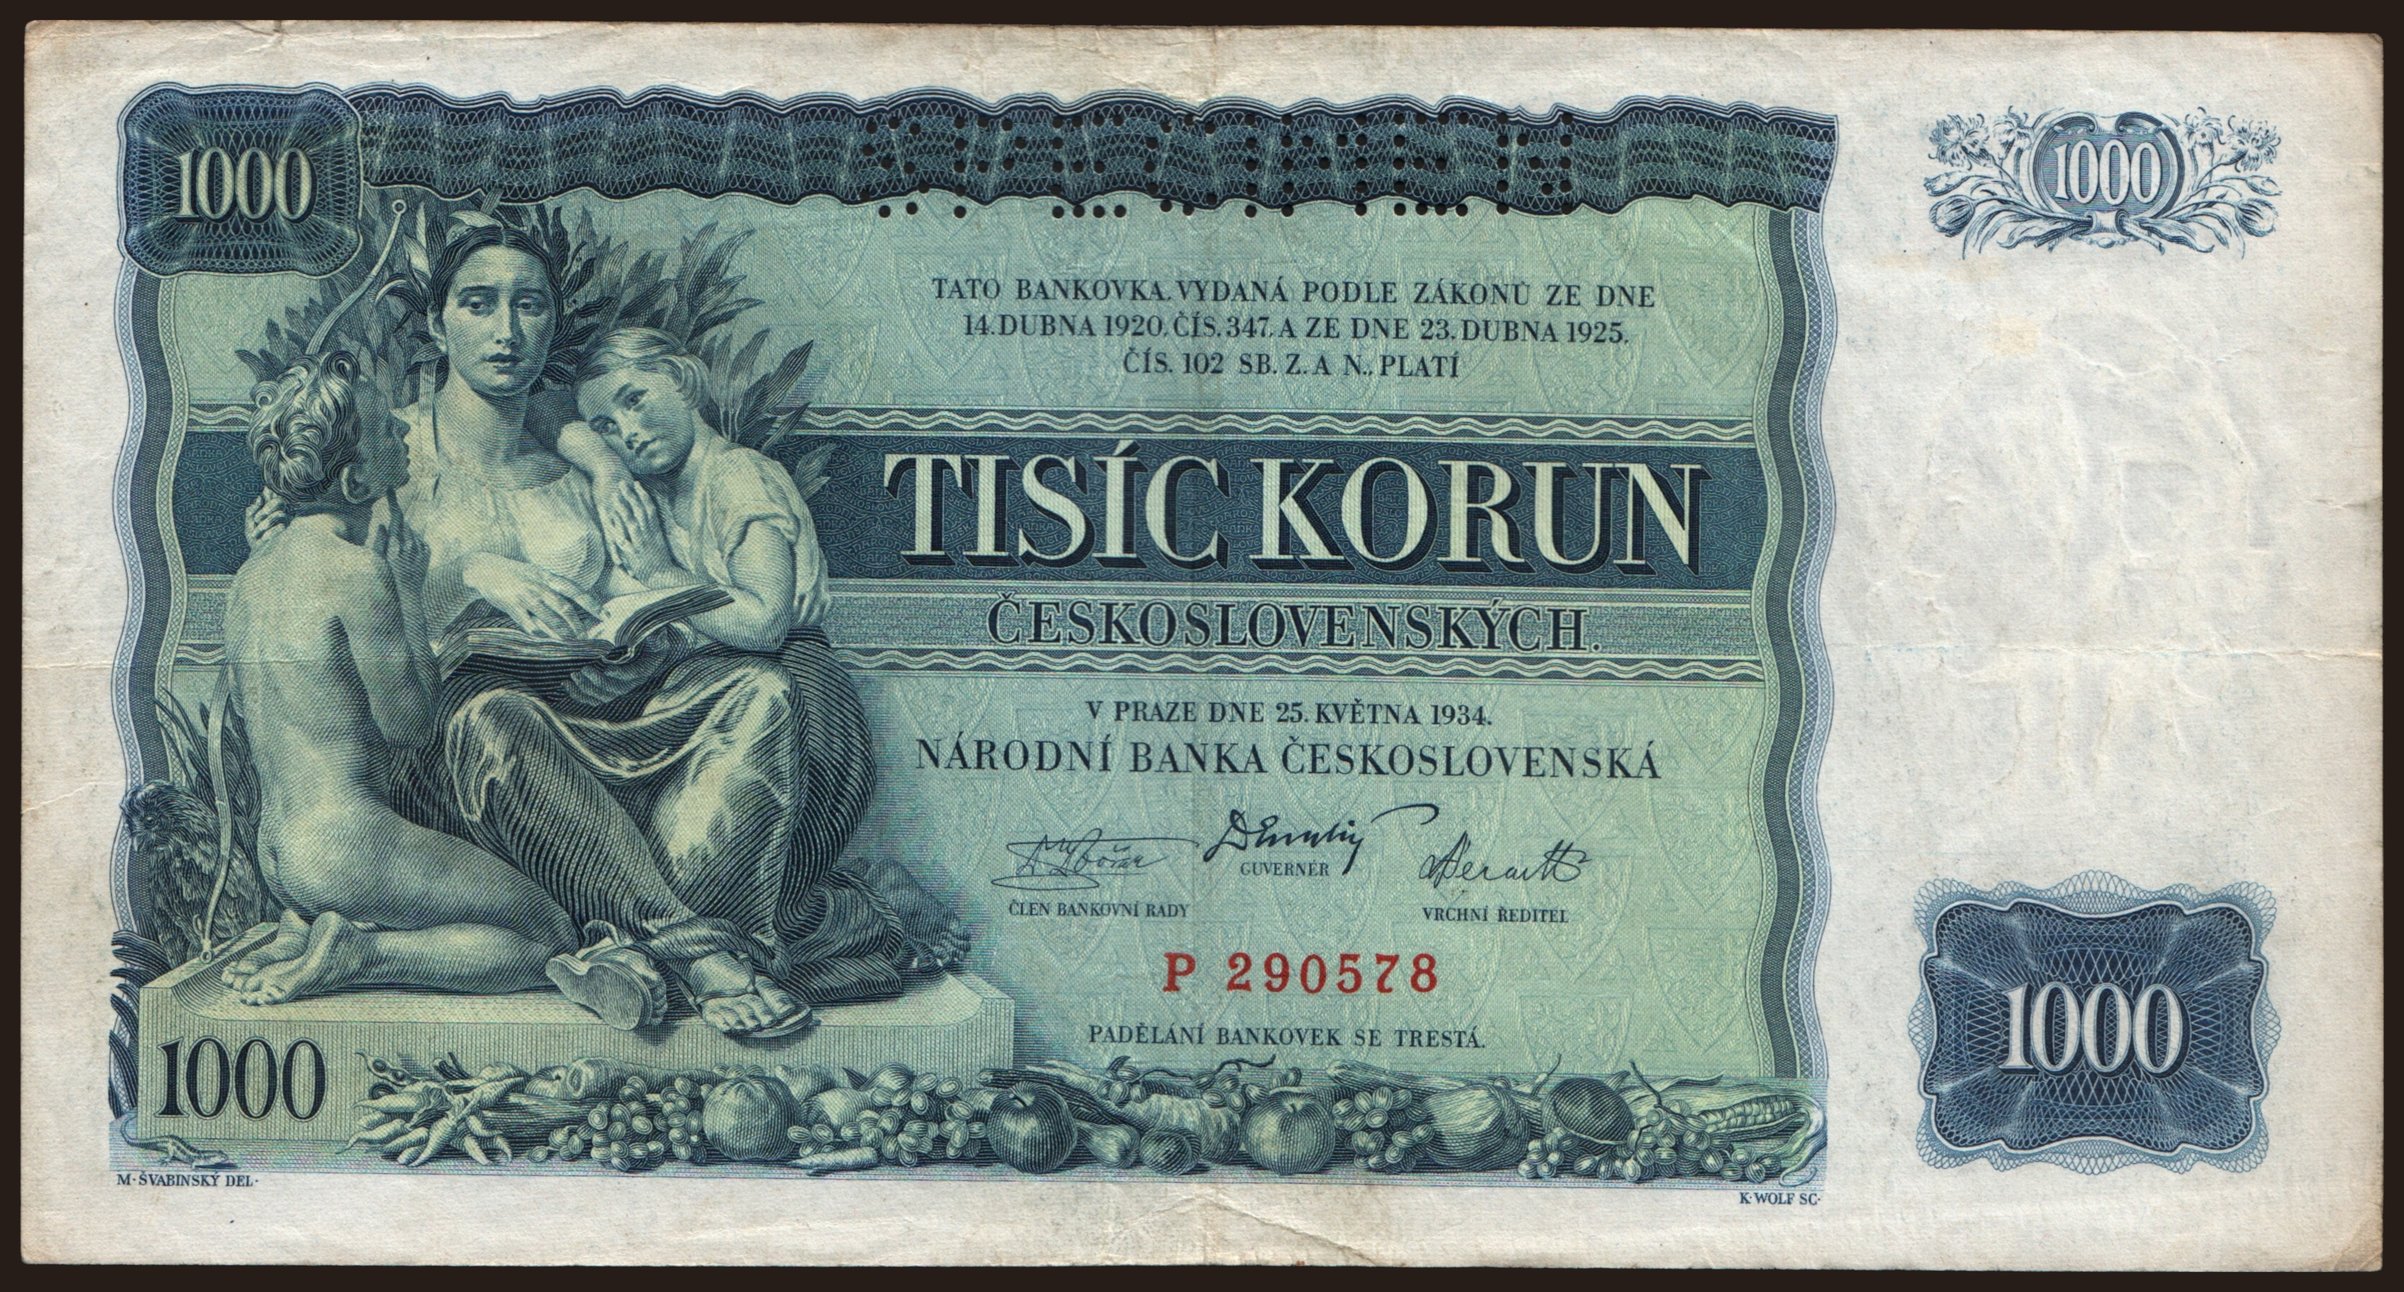 1000
1000
TATO BANKOVKA, VYDANÁ PODLE ZÁKONŮ ZE DNE
14. DUBNA 1920, ČÍS. 347. A ZE DNE 23. DUBNA 1925,
ČÍS. 102 SB. Z. A N., PLATÍ
TISÍC KORUN
ČESKOSLOVENSKÝCH.
V PRAZE DNE 25. KVĚTNA 1934.
NÁRODNÍ BANKA ČESKOSLOVENSKÁ
GUVERNÉR
ČLEN BANKOVNÍ RADY
VRCHNÍ ŘEDITEL
P 290578
PADĚLÁNÍ BANKOVEK SE TRESTÁ.
1000
1000
M·ŠVABINSKÝ DEL·
K·WOLF SC·